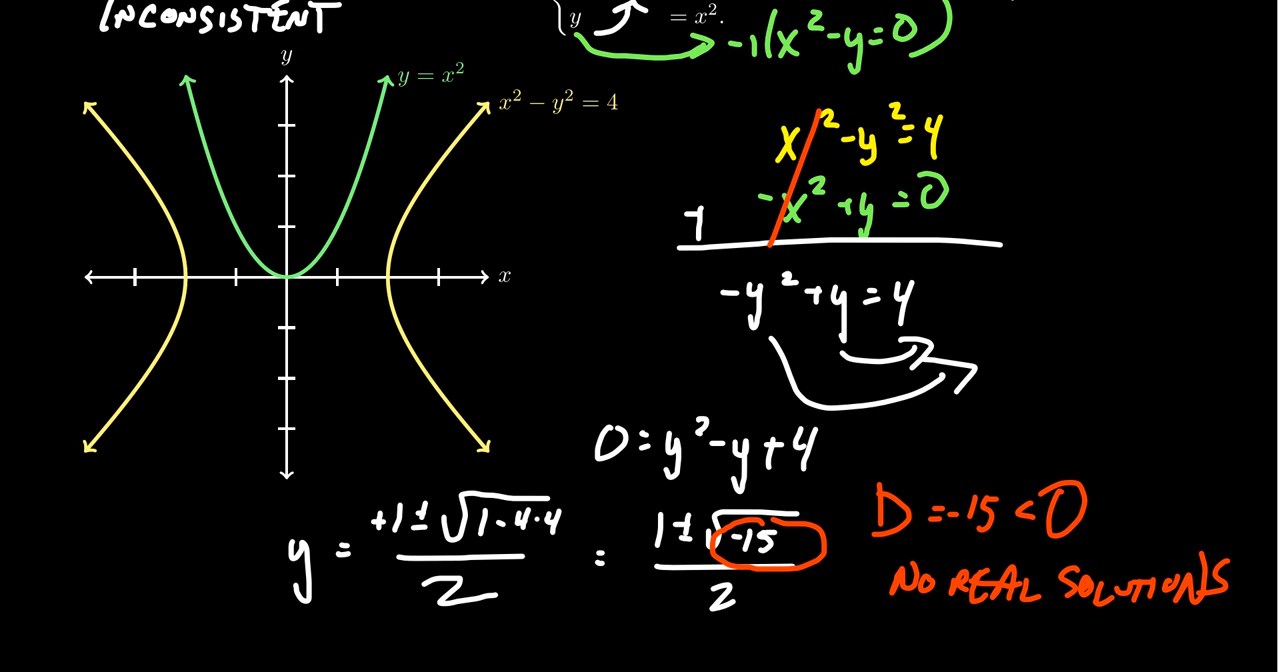 INCONSISTENT
y = x².
-1(x²-y=0)
y
y = x²
x² − y² = 4
x²-y²=4
-x²+y=0
+
x
-y²+y=4
0=y²-y+4
y = +1±√1-4·4 / 2 = 1±√-15 / 2
D=-15<0
NO REAL SOLUTIONS